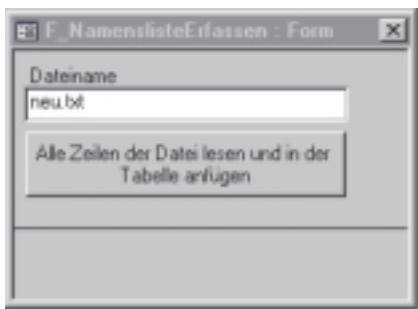 F_NamenslisteErfassen : Form
Dateiname
neu.txt
Alle Zeilen der Datei lesen und in der
Tabelle anfügen